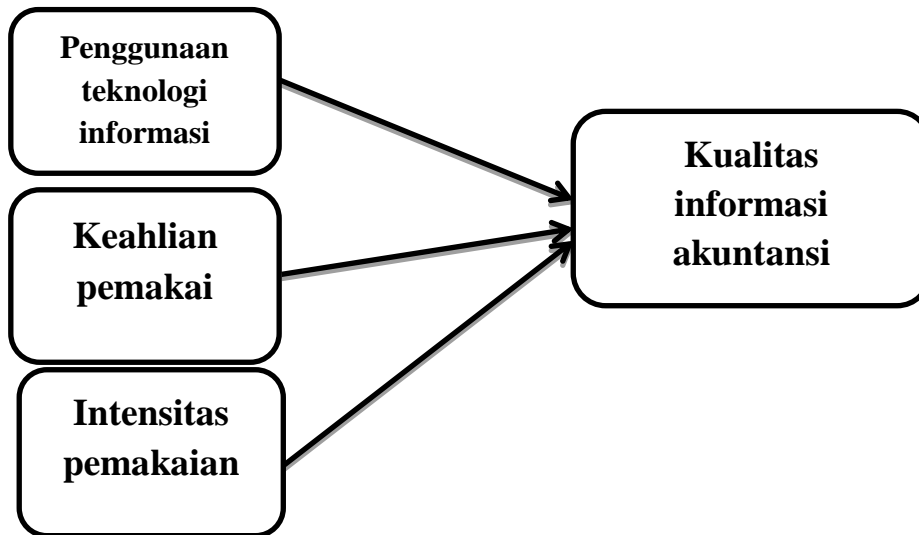 Penggunaan
teknologi
informasi
Keahlian
pemakai
Intensitas
pemakaian
Kualitas
informasi
akuntansi